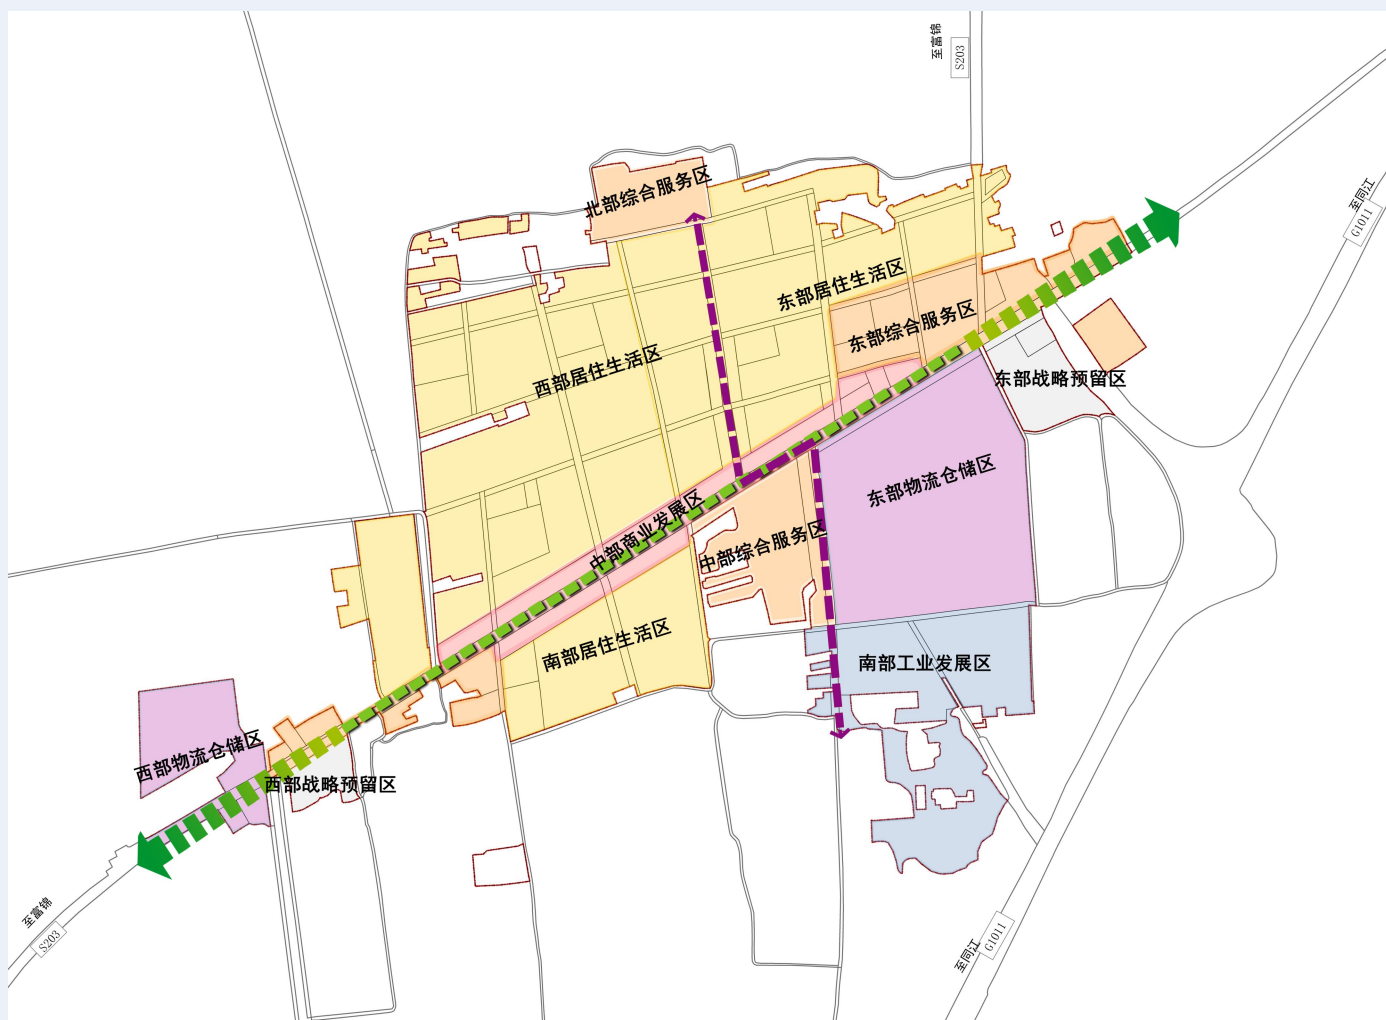 至富锦
S203
至同江
G1011
北部综合服务区
东部居住生活区
东部综合服务区
西部居住生活区
东部战略预留区
东部物流仓储区
中部商业发展区
中部综合服务区
南部居住生活区
南部工业发展区
西部物流仓储区
西部战略预留区
至富锦
S203
至同江
G1011